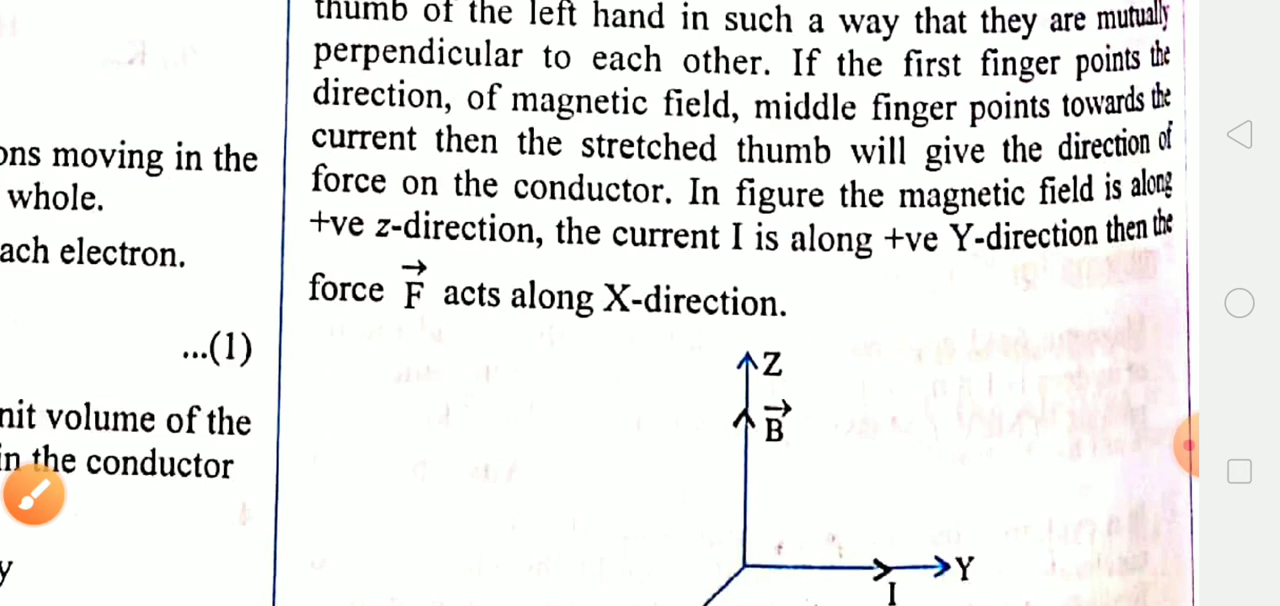 ons moving in the
whole.
ach electron.
...(1)
nit volume of the
in the conductor
y
thumb of the left hand in such a way that they are mutually
perpendicular to each other. If the first finger points the
direction, of magnetic field, middle finger points towards the
current then the stretched thumb will give the direction of
force on the conductor. In figure the magnetic field is along
+ve z-direction, the current I is along +ve Y-direction then the
force F⃗ acts along X-direction.
Z
B⃗
Y
I